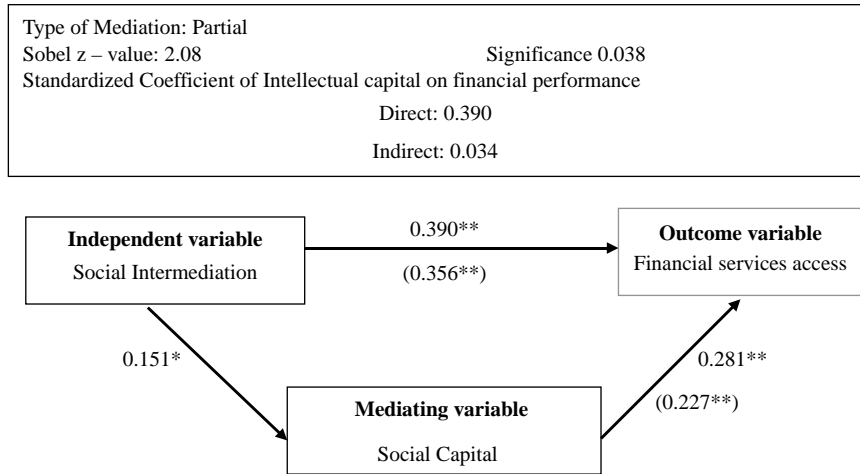 Type of Mediation: Partial
Sobel z – value: 2.08 Significance 0.038
Standardized Coefficient of Intellectual capital on financial performance
Direct: 0.390
Indirect: 0.034
Independent variable
Social Intermediation
0.390**
(0.356**)
Outcome variable
Financial services access
0.151*
0.281**
(0.227**)
Mediating variable
Social Capital